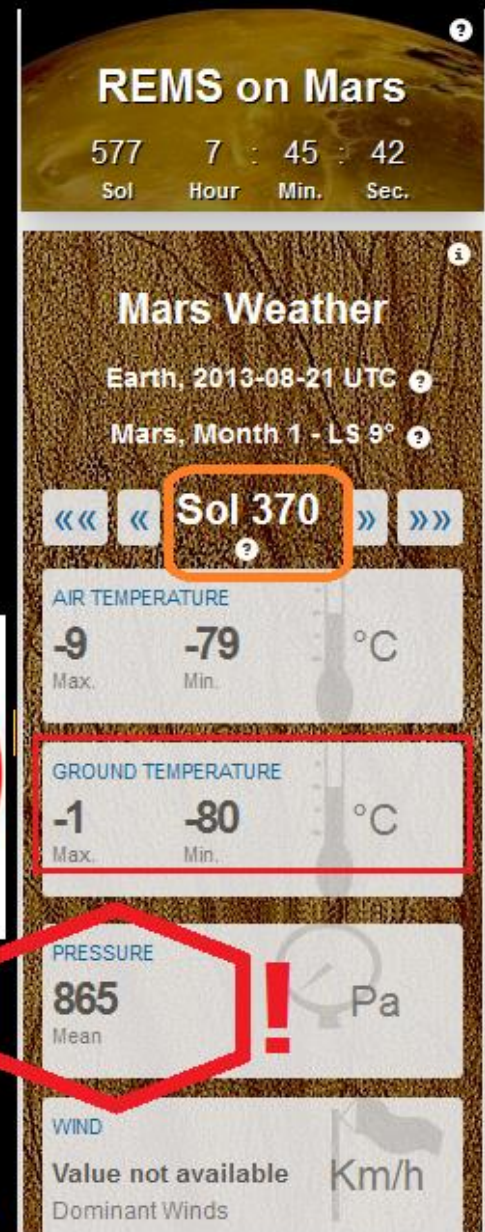 ?
REMS on Mars
577 7 : 45 : 42
Sol Hour Min. Sec.
i
Mars Weather
Earth, 2013-08-21 UTC ?
Mars, Month 1 - LS 9° ?
«« « Sol 370 » »»
?
AIR TEMPERATURE
-9 -79 °C
Max. Min.
GROUND TEMPERATURE
-1 -80 °C
Max. Min.
PRESSURE
865 ! Pa
Mean
WIND
Value not available Km/h
Dominant Winds